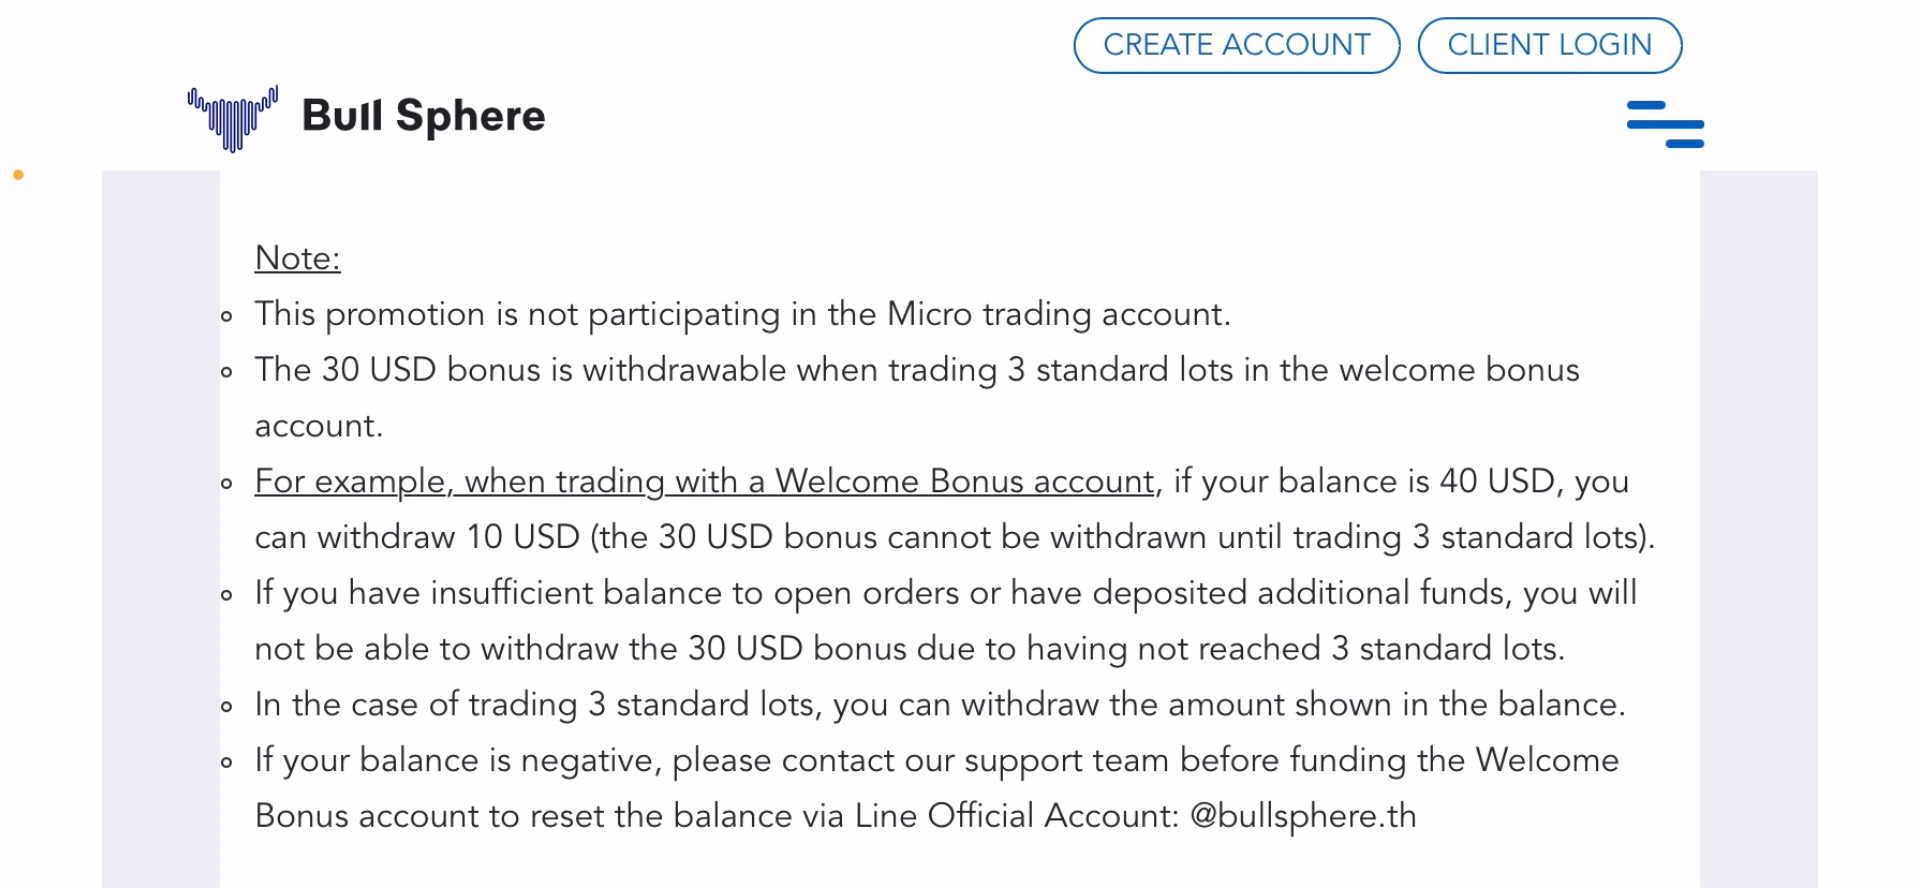 CREATE ACCOUNT
CLIENT LOGIN
Bull Sphere
Note:
This promotion is not participating in the Micro trading account.
The 30 USD bonus is withdrawable when trading 3 standard lots in the welcome bonus
account.
For example, when trading with a Welcome Bonus account, if your balance is 40 USD, you
can withdraw 10 USD (the 30 USD bonus cannot be withdrawn until trading 3 standard lots).
If you have insufficient balance to open orders or have deposited additional funds, you will
not be able to withdraw the 30 USD bonus due to having not reached 3 standard lots.
In the case of trading 3 standard lots, you can withdraw the amount shown in the balance.
If your balance is negative, please contact our support team before funding the Welcome
Bonus account to reset the balance via Line Official Account: @bullsphere.th